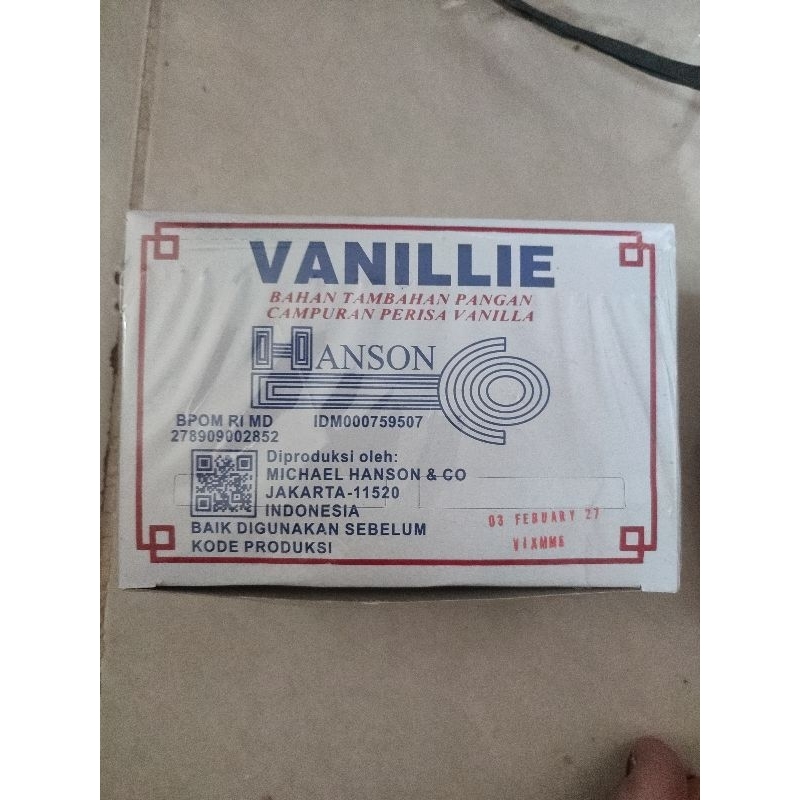 VANILLIE
BAHAN TAMBAHAN PANGAN
CAMPURAN PERISA VANILLA
HANSON
BPOM RI MD IDM000759507
278909002852
Diproduksi oleh:
MICHAEL HANSON & CO
JAKARTA-11520
INDONESIA
BAIK DIGUNAKAN SEBELUM 03 FEBUARY 27
KODE PRODUKSI